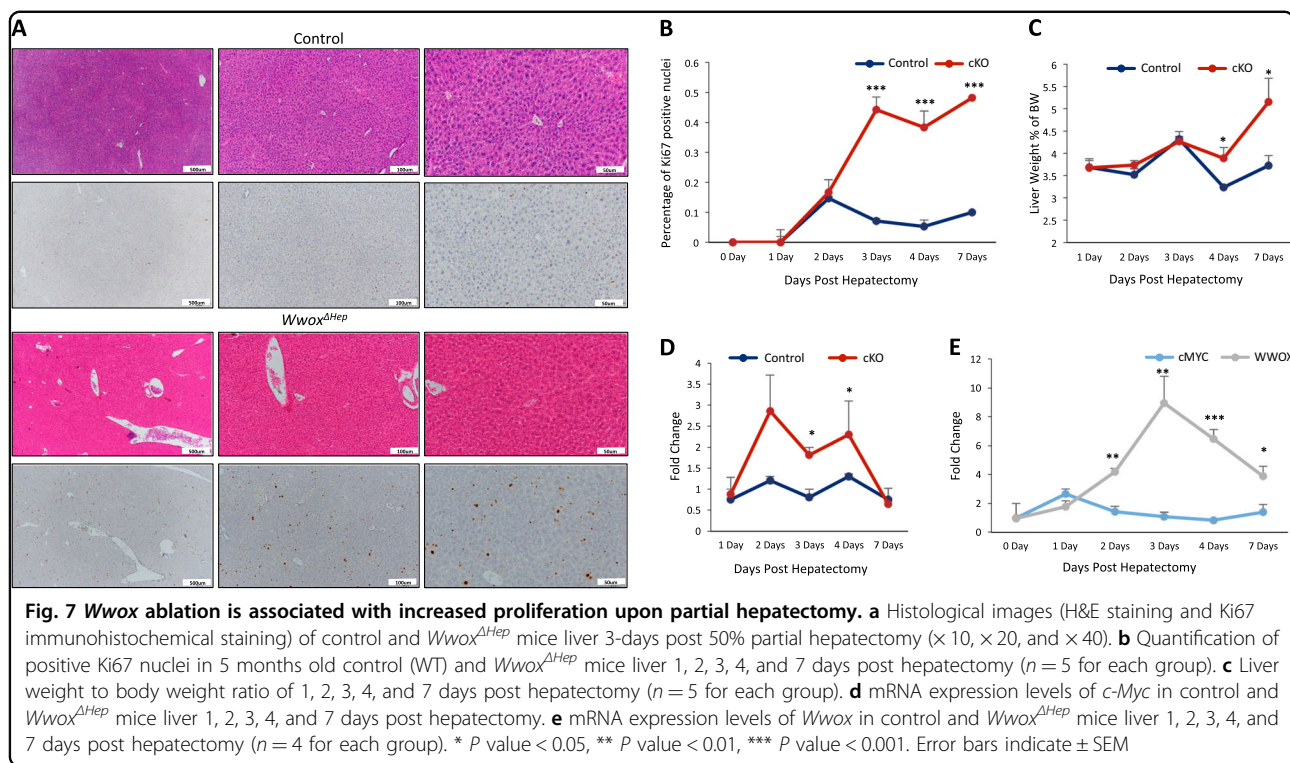 A
Control
500um
100um
50um
500um
100um
50um
Wwox^ΔHep
500um
100um
50um
500um
100um
50um
B
Control cKO
Percentage of Ki67 positive nuclei
0.6
0.5
0.4
0.3
0.2
0.1
0
***
***
***
0 Day 1 Day 2 Days 3 Days 4 Days 7 Days
Days Post Hepatectomy
C
Control cKO
Liver Weight % of BW
6
5.5
5
4.5
4
3.5
3
2.5
2
*
*
1 Day 2 Days 3 Days 4 Days 7 Days
Days Post Hepatectomy
D
Control cKO
Fold Change
4
3.5
3
2.5
2
1.5
1
0.5
0
*
*
1 Day 2 Days 3 Days 4 Days 7 Days
Days Post Hepatectomy
E
cMYC WWOX
Fold Change
12
10
8
6
4
2
0
**
**
***
*
0 Day 1 Day 2 Days 3 Days 4 Days 7 Days
Days Post Hepatectomy
Fig. 7 Wwox ablation is associated with increased proliferation upon partial hepatectomy. a Histological images (H&E staining and Ki67
immunohistochemical staining) of control and Wwox^ΔHep mice liver 3-days post 50% partial hepatectomy (× 10, × 20, and × 40). b Quantification of
positive Ki67 nuclei in 5 months old control (WT) and Wwox^ΔHep mice liver 1, 2, 3, 4, and 7 days post hepatectomy (n = 5 for each group). c Liver
weight to body weight ratio of 1, 2, 3, 4, and 7 days post hepatectomy (n = 5 for each group). d mRNA expression levels of c-Myc in control and
Wwox^ΔHep mice liver 1, 2, 3, 4, and 7 days post hepatectomy. e mRNA expression levels of Wwox in control and Wwox^ΔHep mice liver 1, 2, 3, 4, and
7 days post hepatectomy (n = 4 for each group). * P value < 0.05, ** P value < 0.01, *** P value < 0.001. Error bars indicate ± SEM